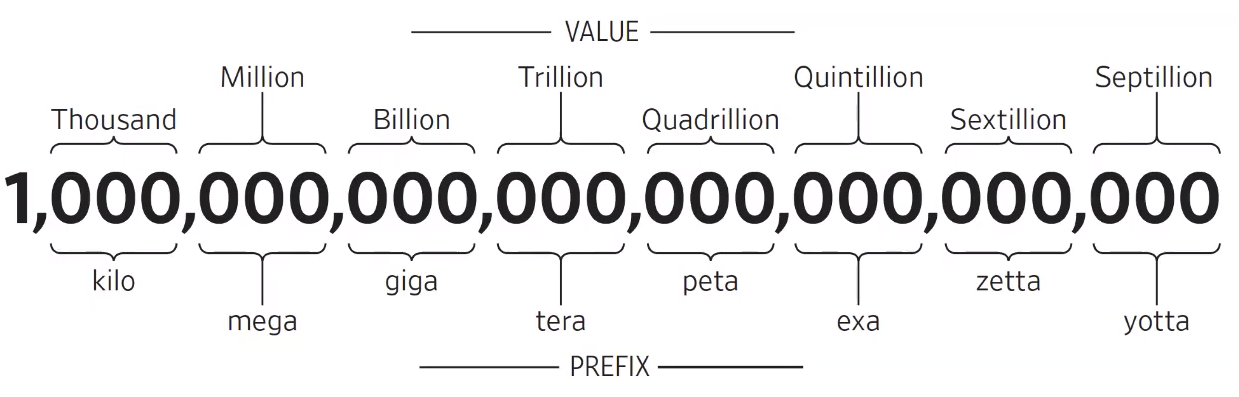 VALUE
Million Trillion Quintillion Septillion
Thousand Billion Quadrillion Sextillion
1,000,000,000,000,000,000,000,000
kilo giga peta zetta
mega tera exa yotta
PREFIX